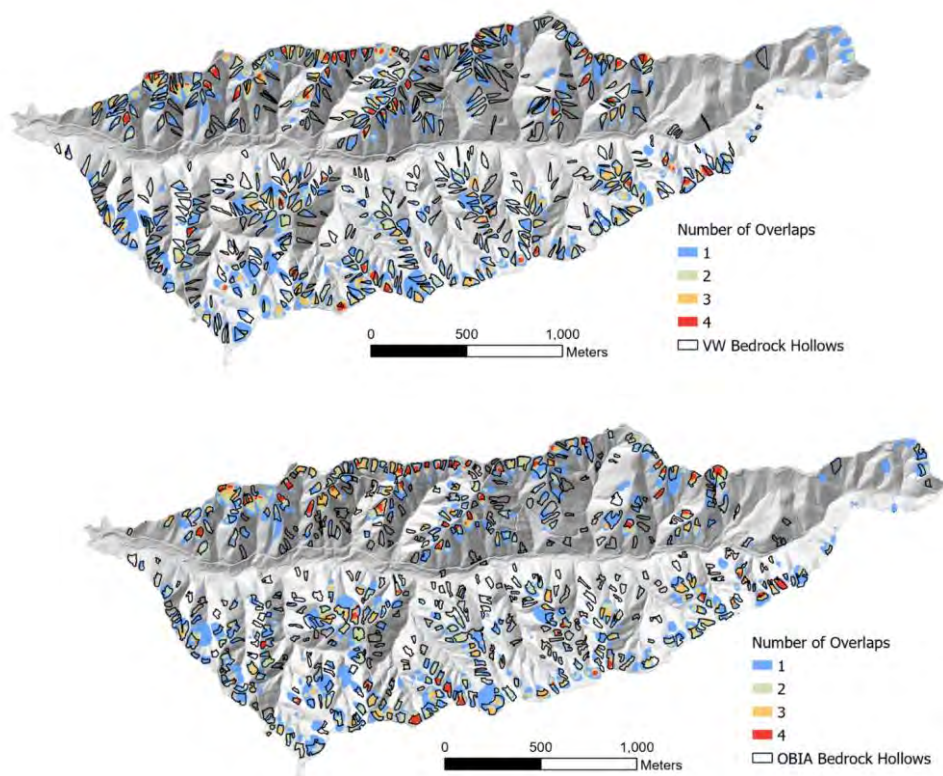 Number of Overlaps
1
2
3
4
VW Bedrock Hollows
0 500 1,000
Meters
Number of Overlaps
1
2
3
4
OBIA Bedrock Hollows
0 500 1,000
Meters